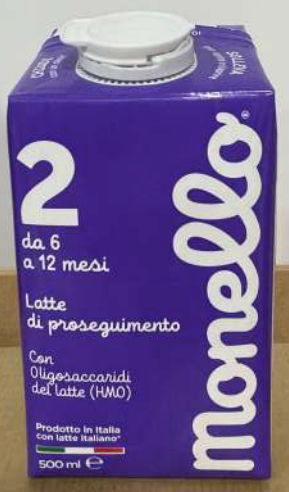 2
da 6
a 12 mesi
Latte
di proseguimento
Con
Oligosaccaridi
del latte (HMO)
Prodotto in Italia
con latte italiano*
500 ml e
monello®